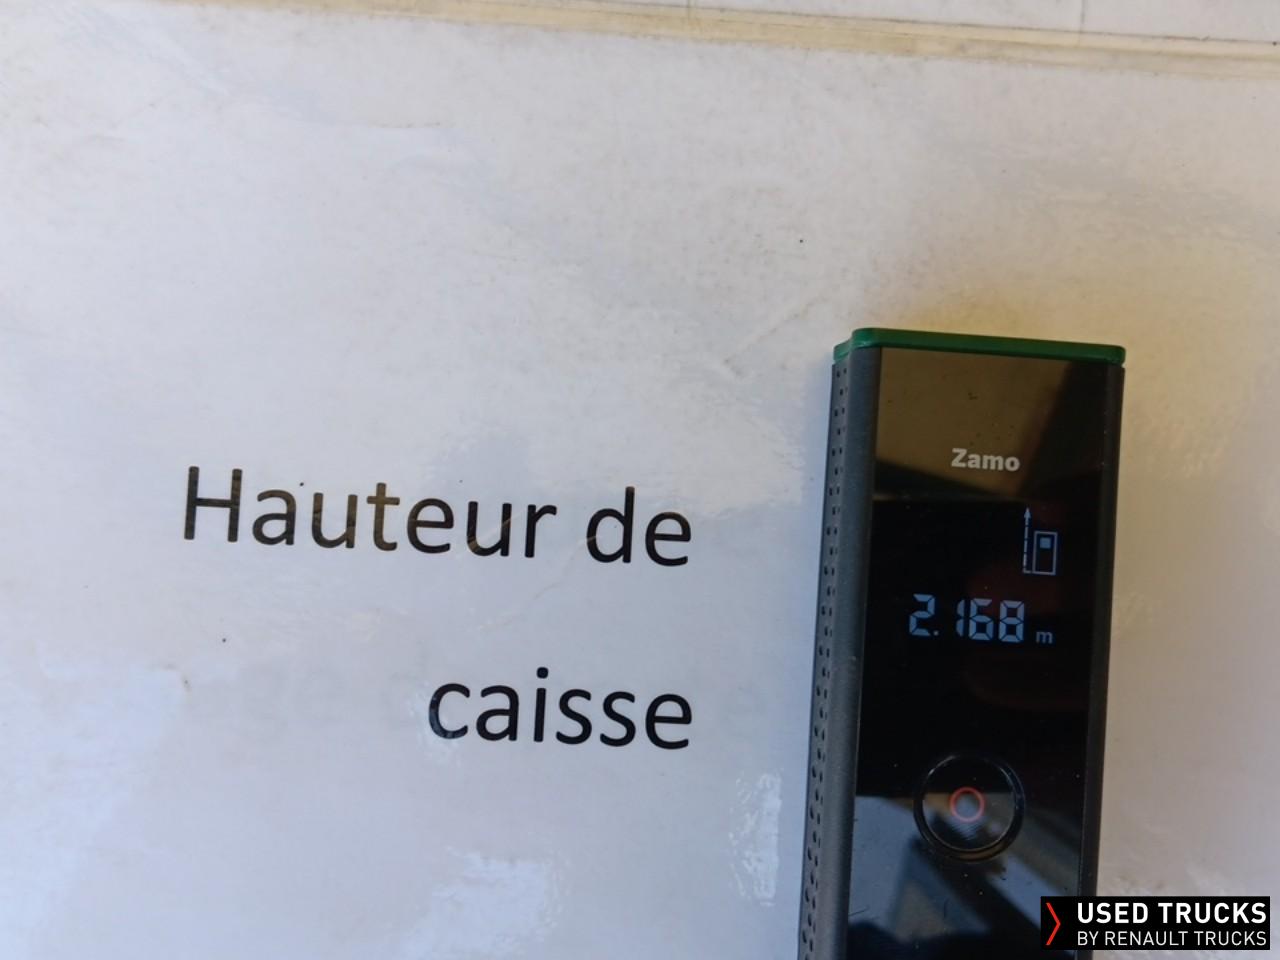 Hauteur de
caisse
Zamo
2.168 m
USED TRUCKS
BY RENAULT TRUCKS